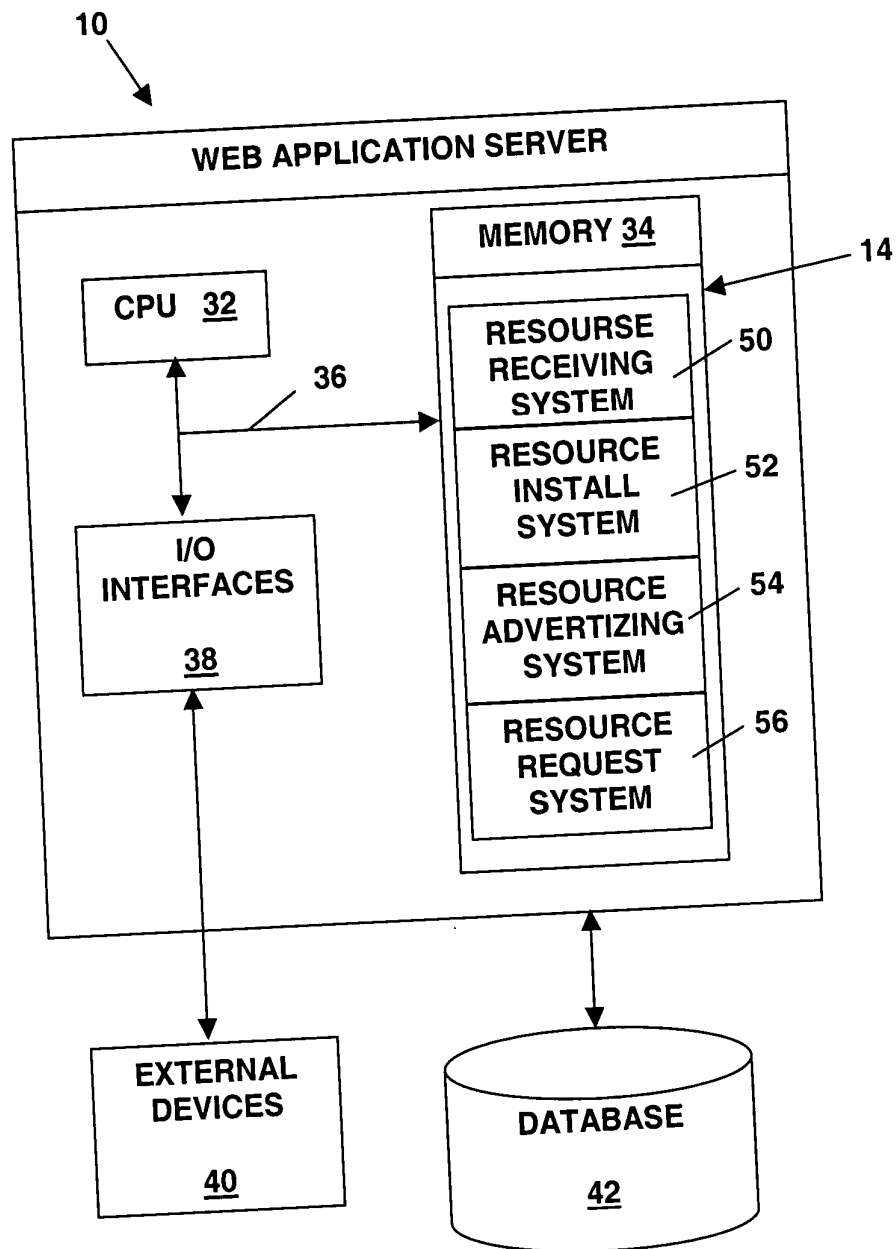 10
WEB APPLICATION SERVER
MEMORY 34
14
CPU 32
RESOURSE
RECEIVING
SYSTEM
50
36
RESOURCE
INSTALL
SYSTEM
52
I/O
INTERFACES
38
RESOURCE
ADVERTIZING
SYSTEM
54
RESOURCE
REQUEST
SYSTEM
56
EXTERNAL
DEVICES
40
DATABASE
42